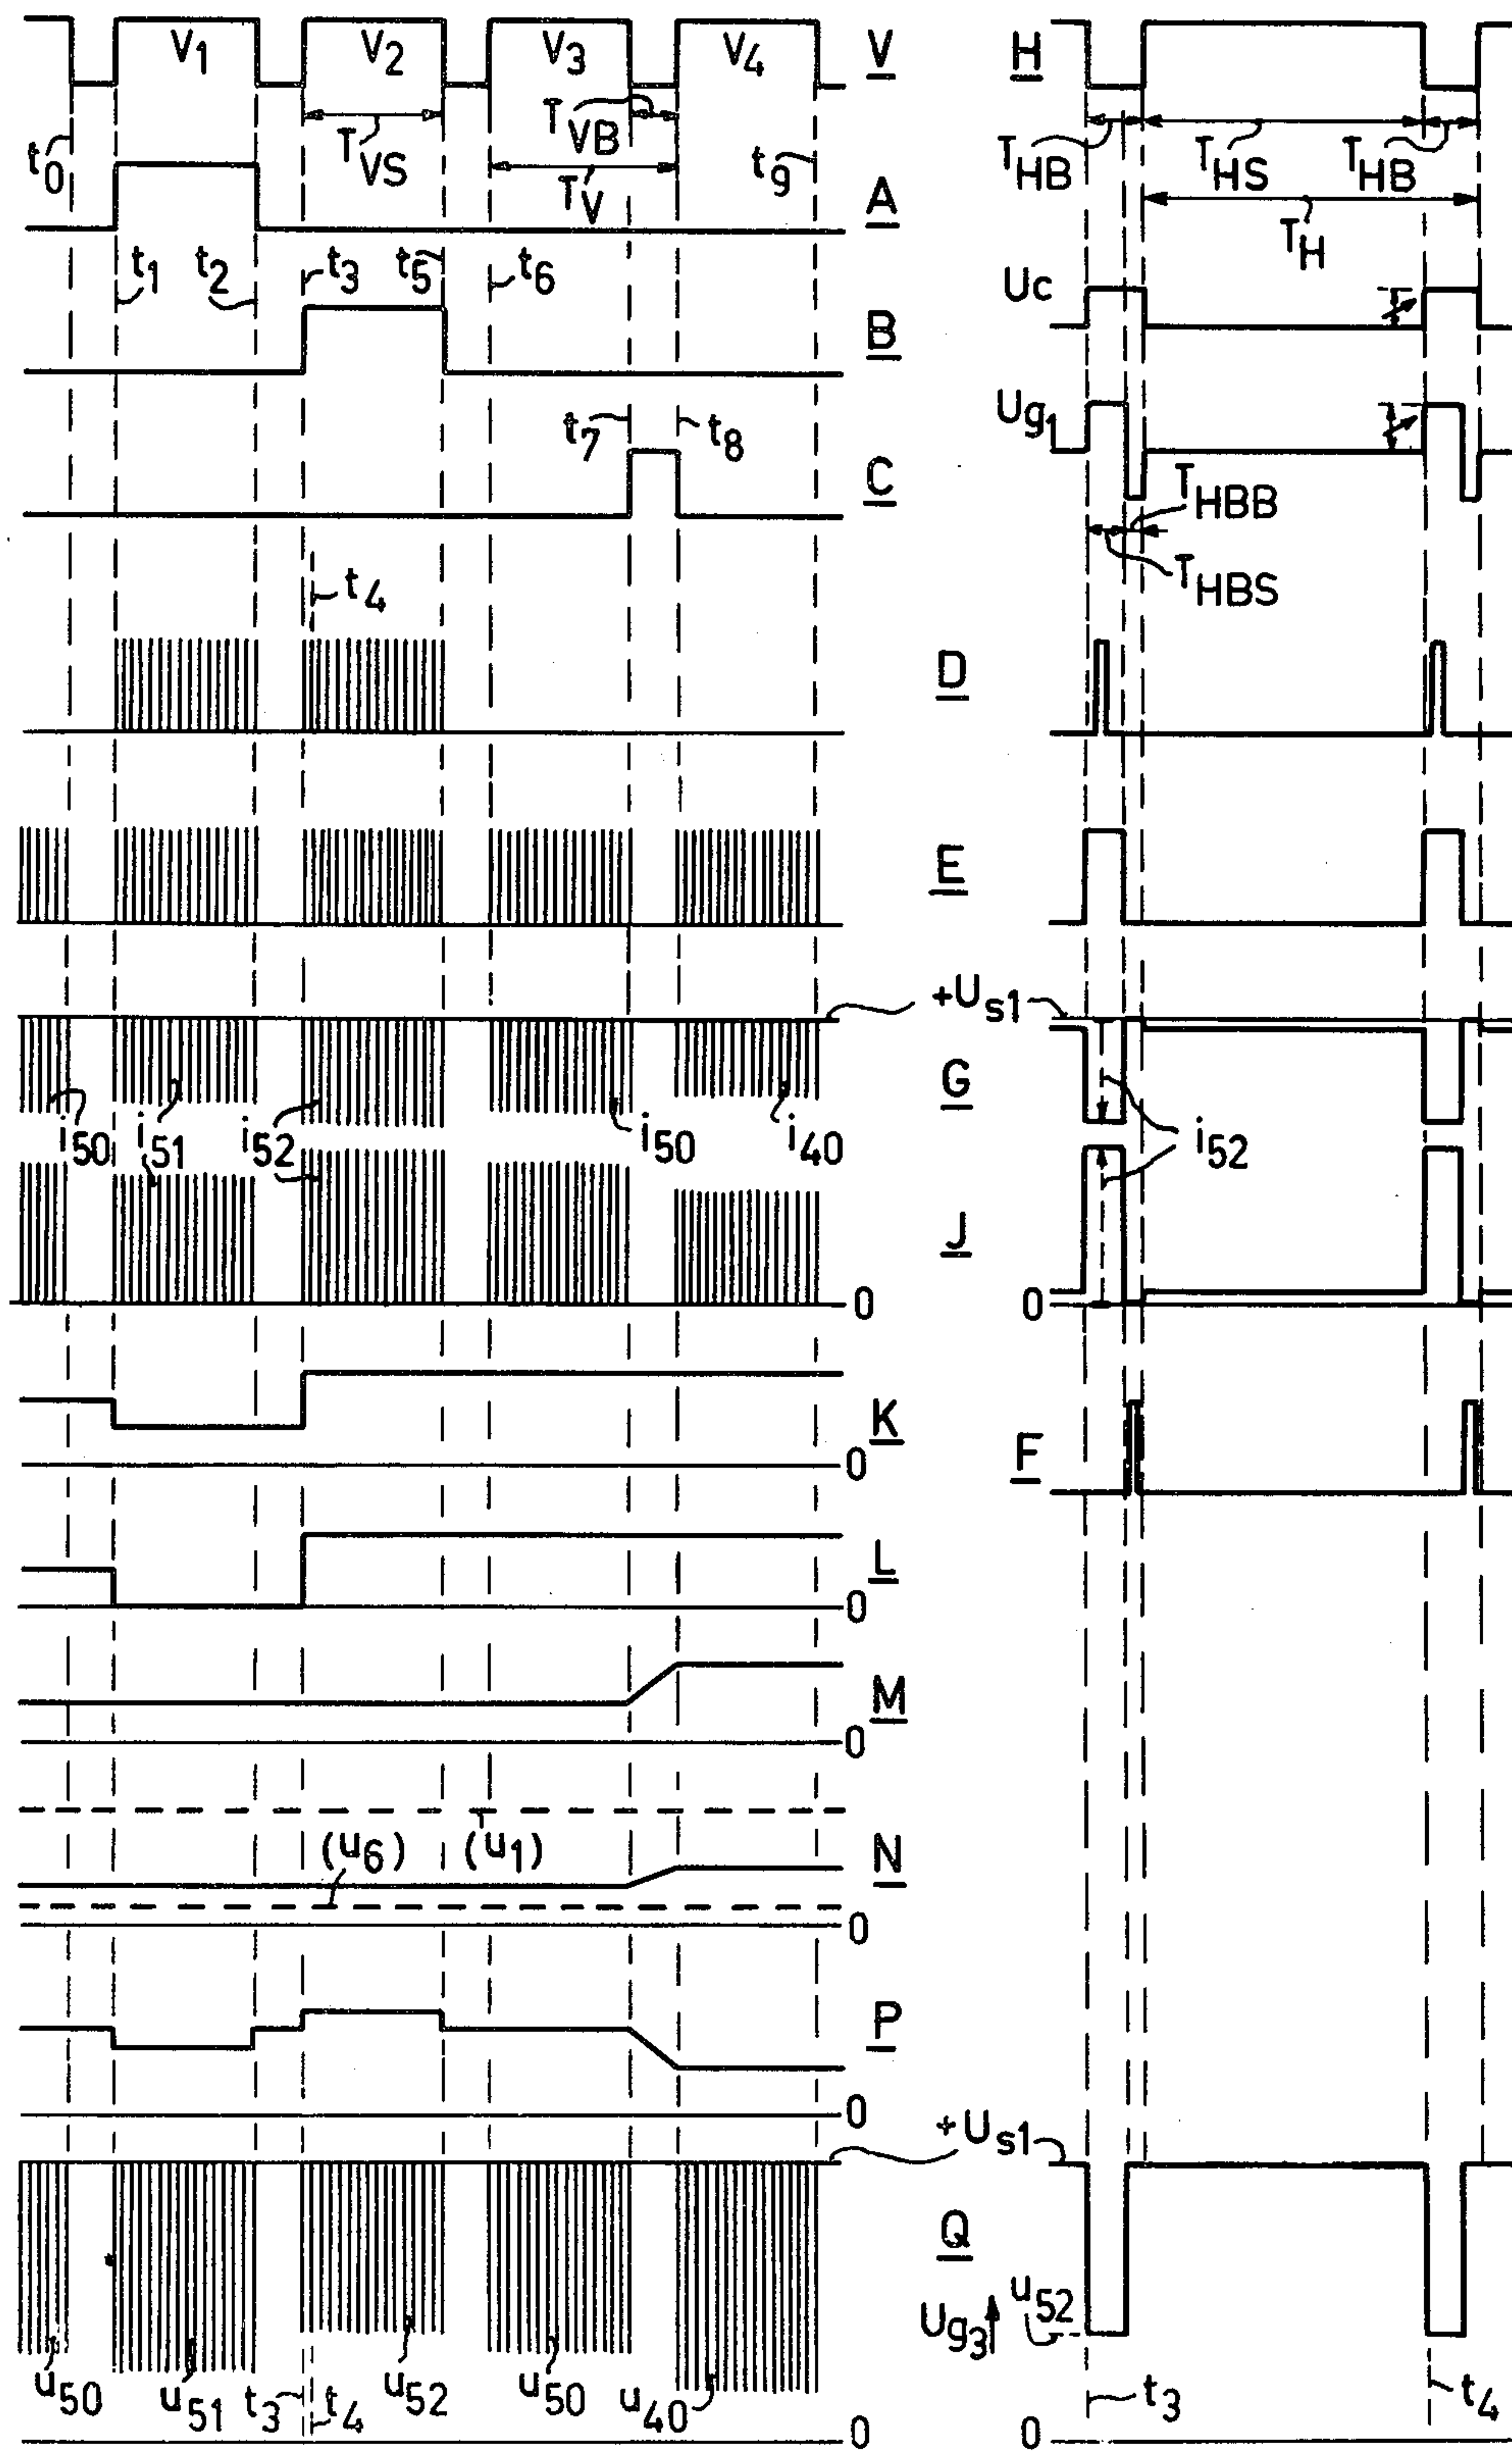 V1 V2 V3 V4 V H
t0 TVS TVB t9 THB THS THB
TV A TH
t1 t2 t3 t5 t6 Uc
B
Ug1
t7 t8
C THBB
t4 THBS
D
E
+Us1
G
i50 i51 i52 i50 i40 i52
J
0 0
K F
0
L
0
M
0
(u6) (u1) N
0
P
0
+Us1
Q
u52
Ug3
u50 u51 t3 t4 u52 u50 u40 t3 t4
0 0